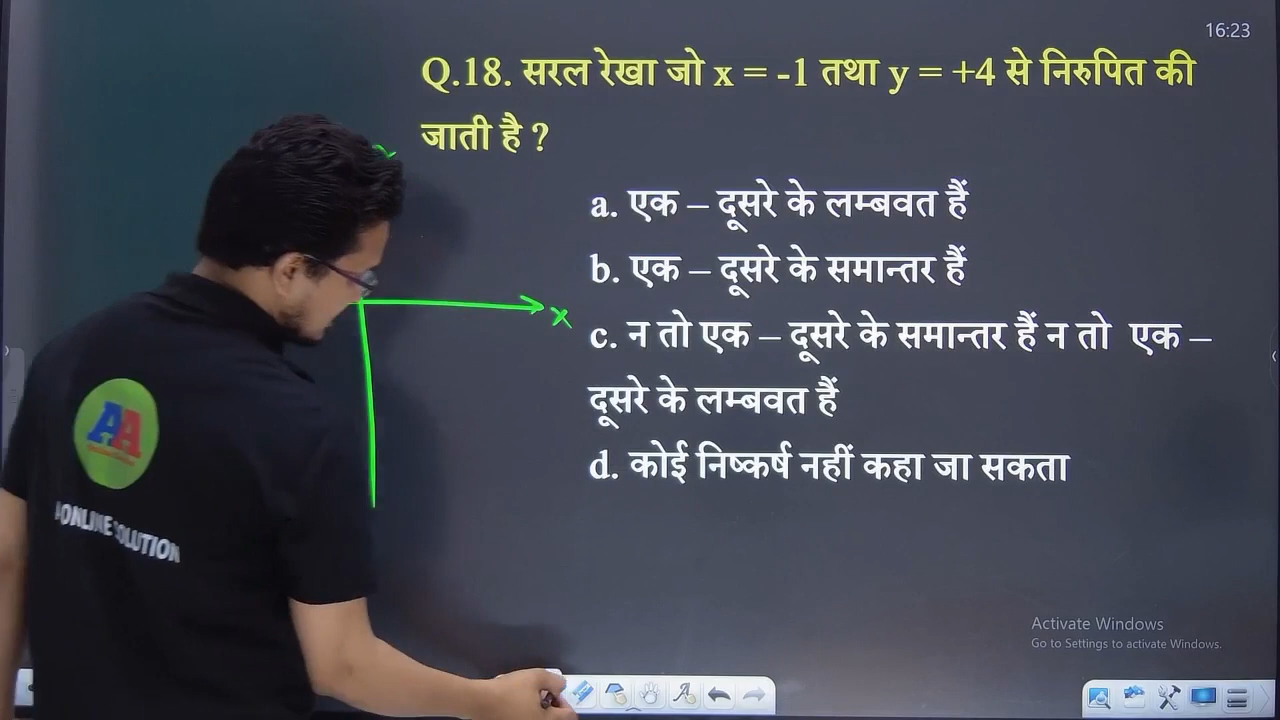 16:23
Q.18. सरल रेखा जो x = -1 तथा y = +4 से निरुपित की
जाती है ?
a. एक – दूसरे के लम्बवत हैं
b. एक – दूसरे के समान्तर हैं
x
c. न तो एक – दूसरे के समान्तर हैं न तो एक –
दूसरे के लम्बवत हैं
d. कोई निष्कर्ष नहीं कहा जा सकता
AA
ONLINE SOLUTION
Activate Windows
Go to Settings to activate Windows.